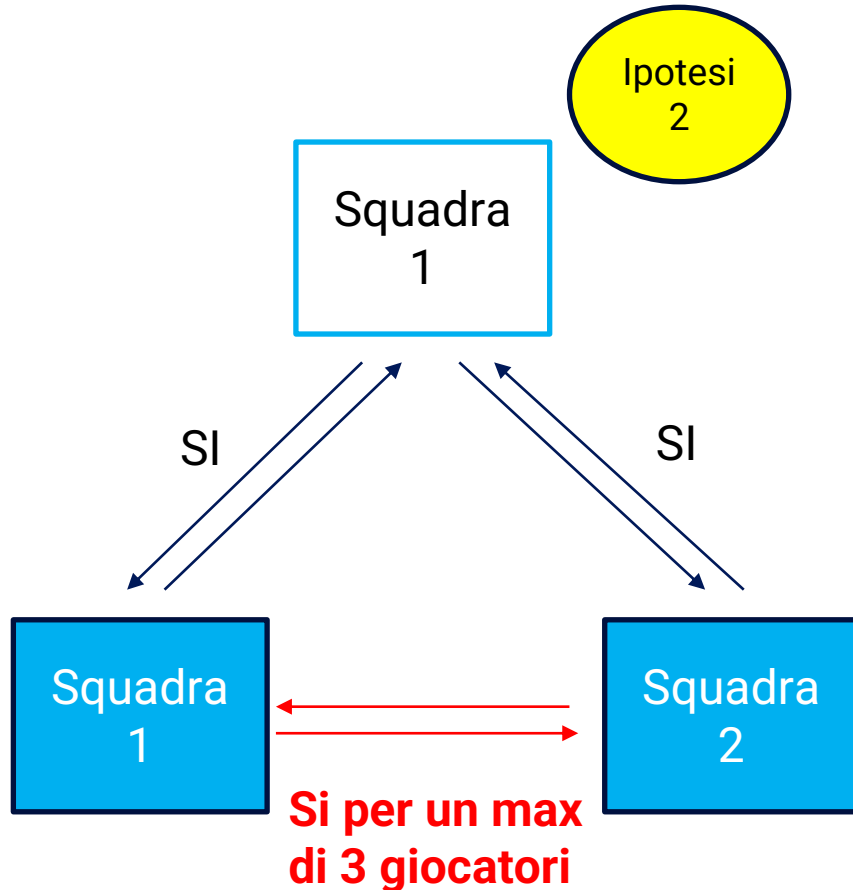 Ipotesi
2
Squadra
1
SI
SI
Squadra
1
Squadra
2
Si per un max
di 3 giocatori